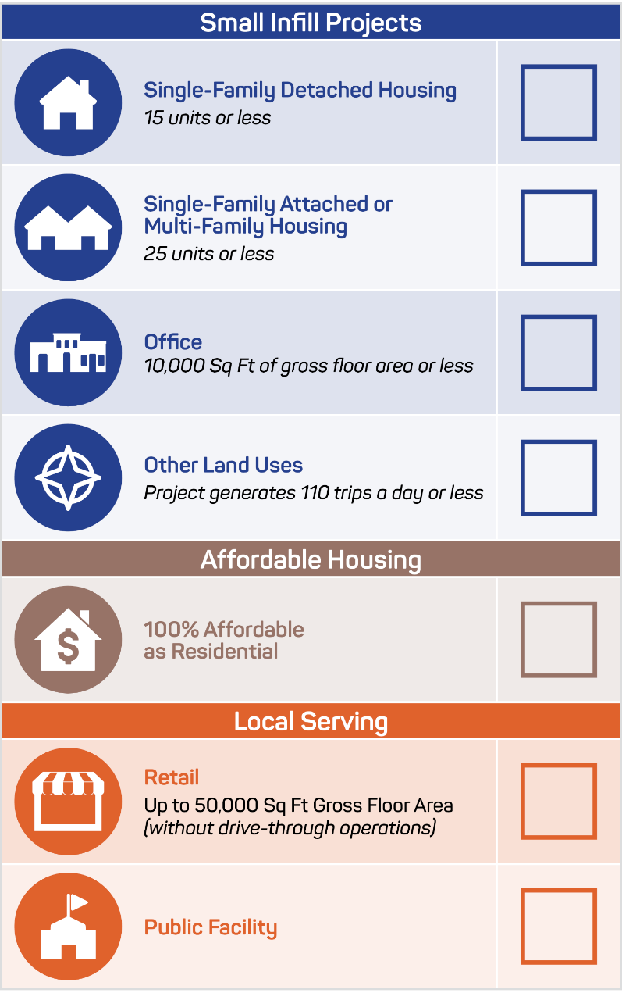 Small Infill Projects
Single-Family Detached Housing
15 units or less
Single-Family Attached or
Multi-Family Housing
25 units or less
Office
10,000 Sq Ft of gross floor area or less
Other Land Uses
Project generates 110 trips a day or less
Affordable Housing
$
100% Affordable
as Residential
Local Serving
Retail
Up to 50,000 Sq Ft Gross Floor Area
(without drive-through operations)
Public Facility